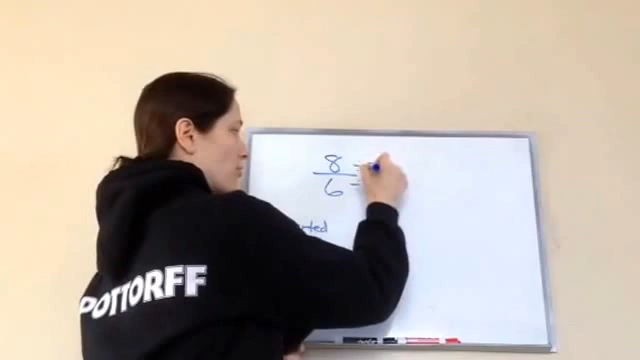 8 =
6 =
POTTORFF